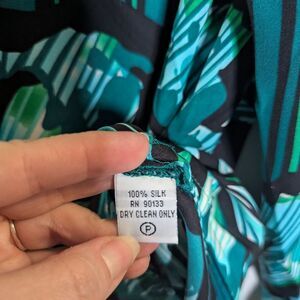 100% SILK
RN 90133
DRY CLEAN ONLY
P